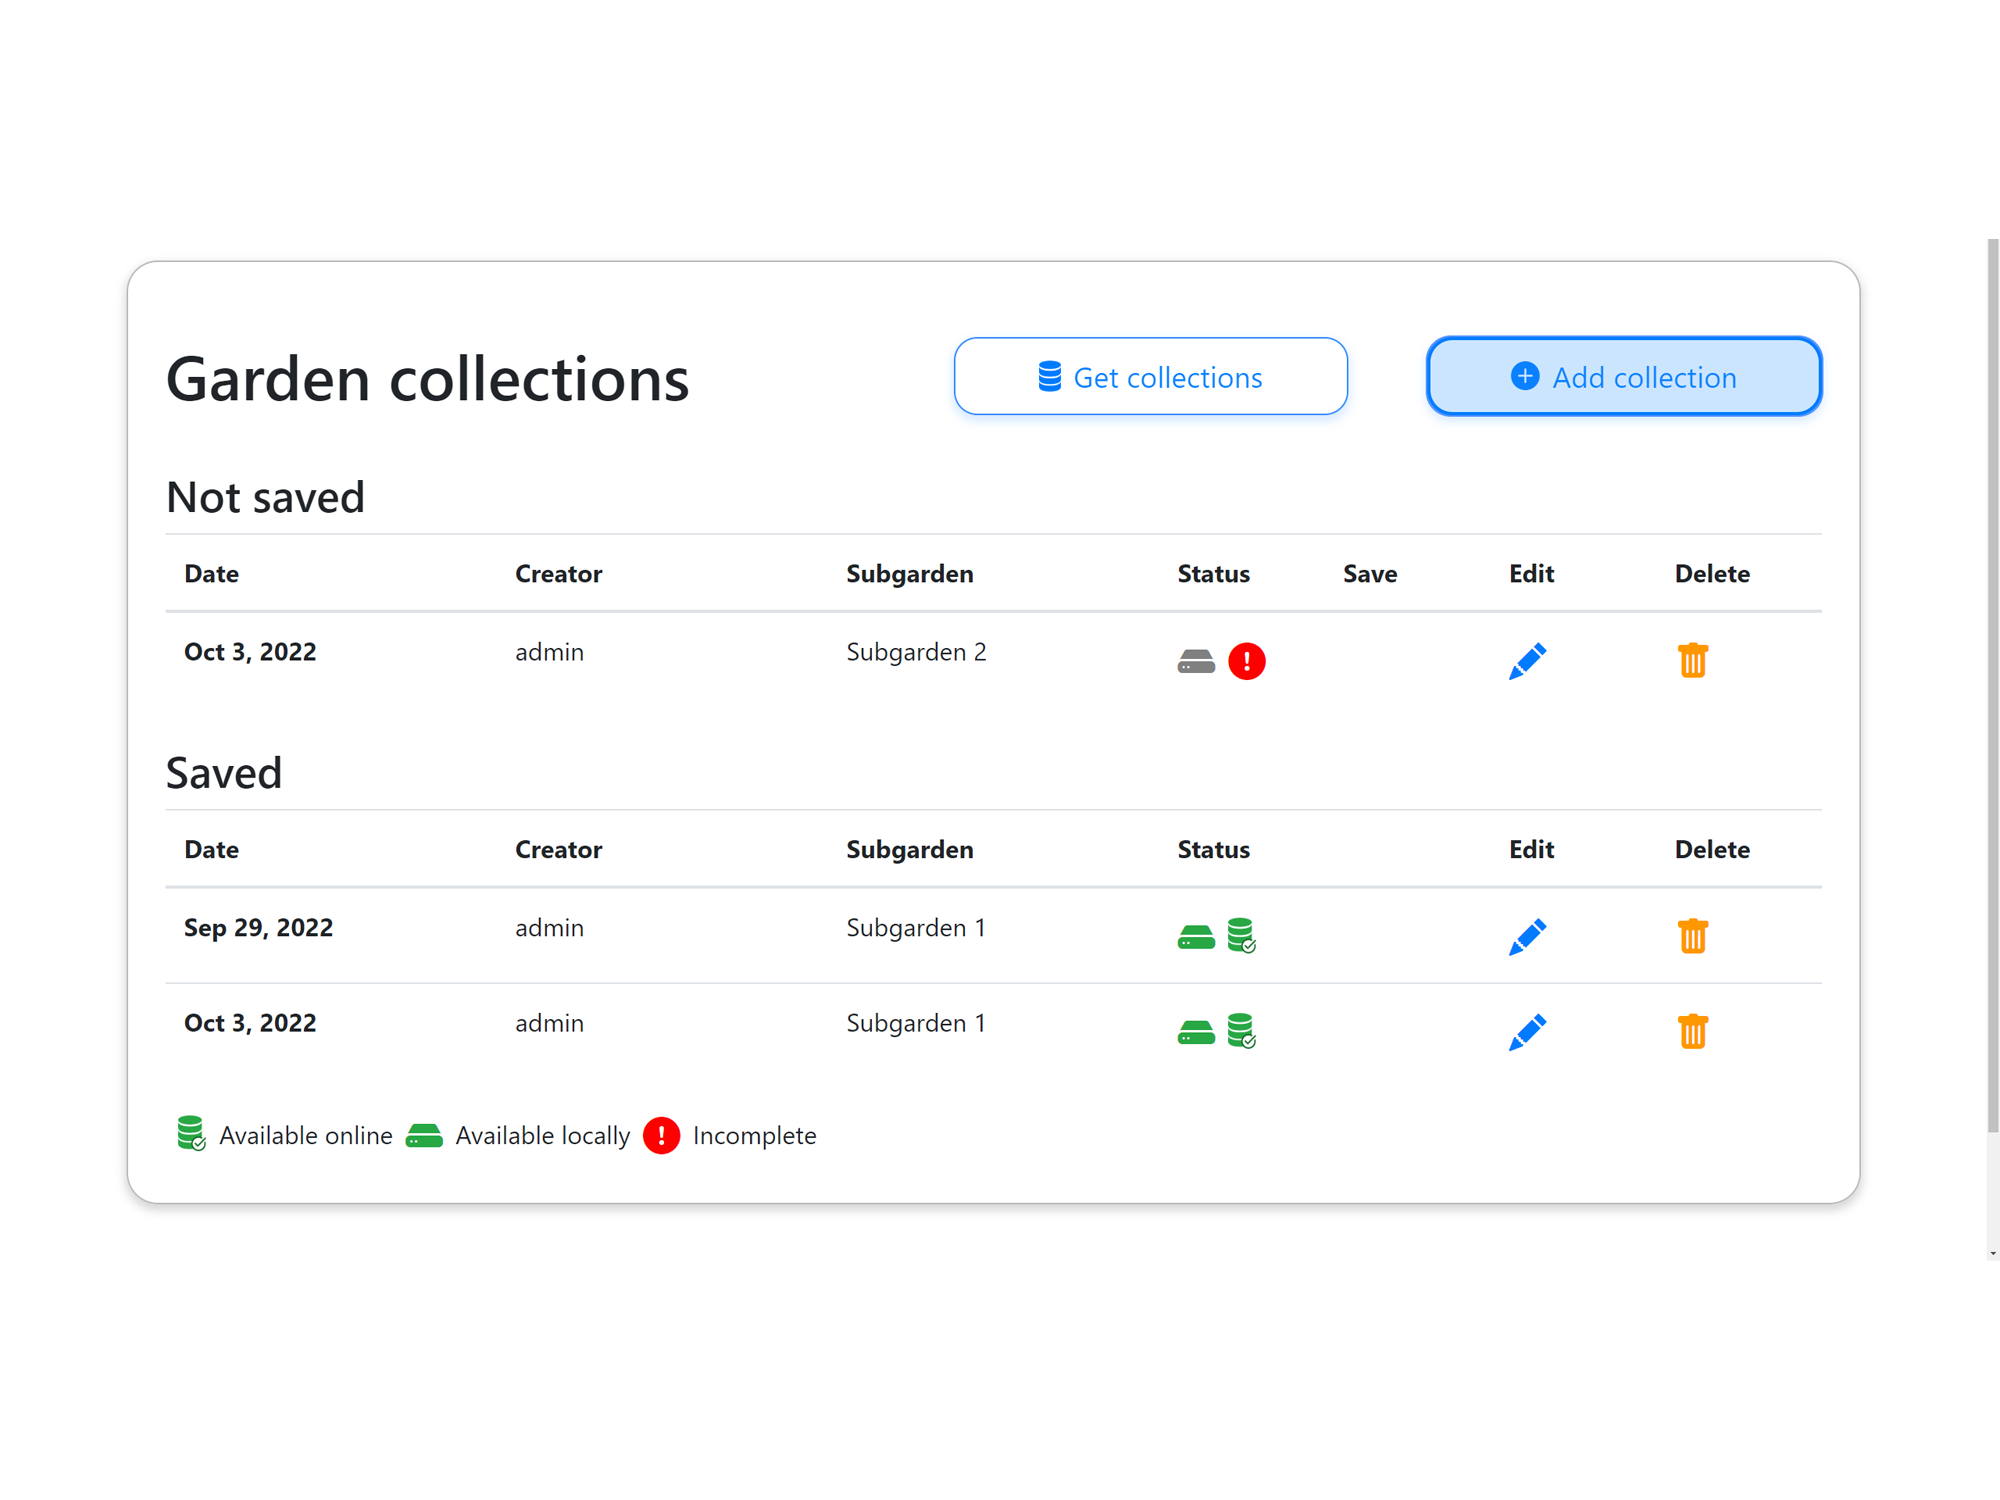 Garden collections
Get collections
Add collection
Not saved
Date Creator Subgarden Status Save Edit Delete
Oct 3, 2022 admin Subgarden 2
Saved
Date Creator Subgarden Status Edit Delete
Sep 29, 2022 admin Subgarden 1
Oct 3, 2022 admin Subgarden 1
Available online Available locally Incomplete